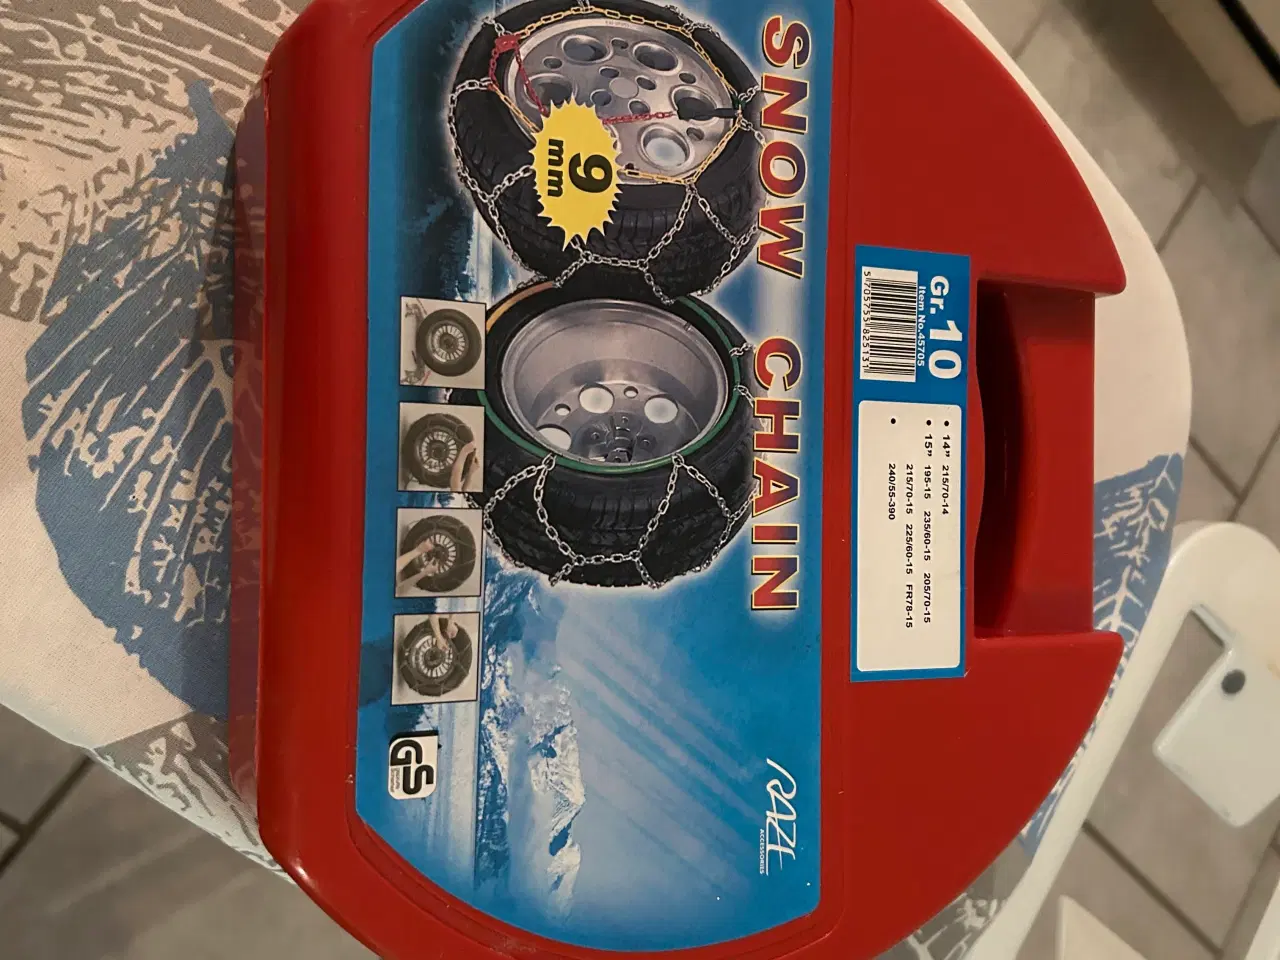 SNOW CHAIN
9
mm
Gr. 10
Item No.45705
5705755825131
• 14” 215/70-14
• 15” 195-15 235/60-15 205/70-15
215/70-15 225/60-15 FR78-15
• 240/55-390
RAZE
ACCESSORIES
GS